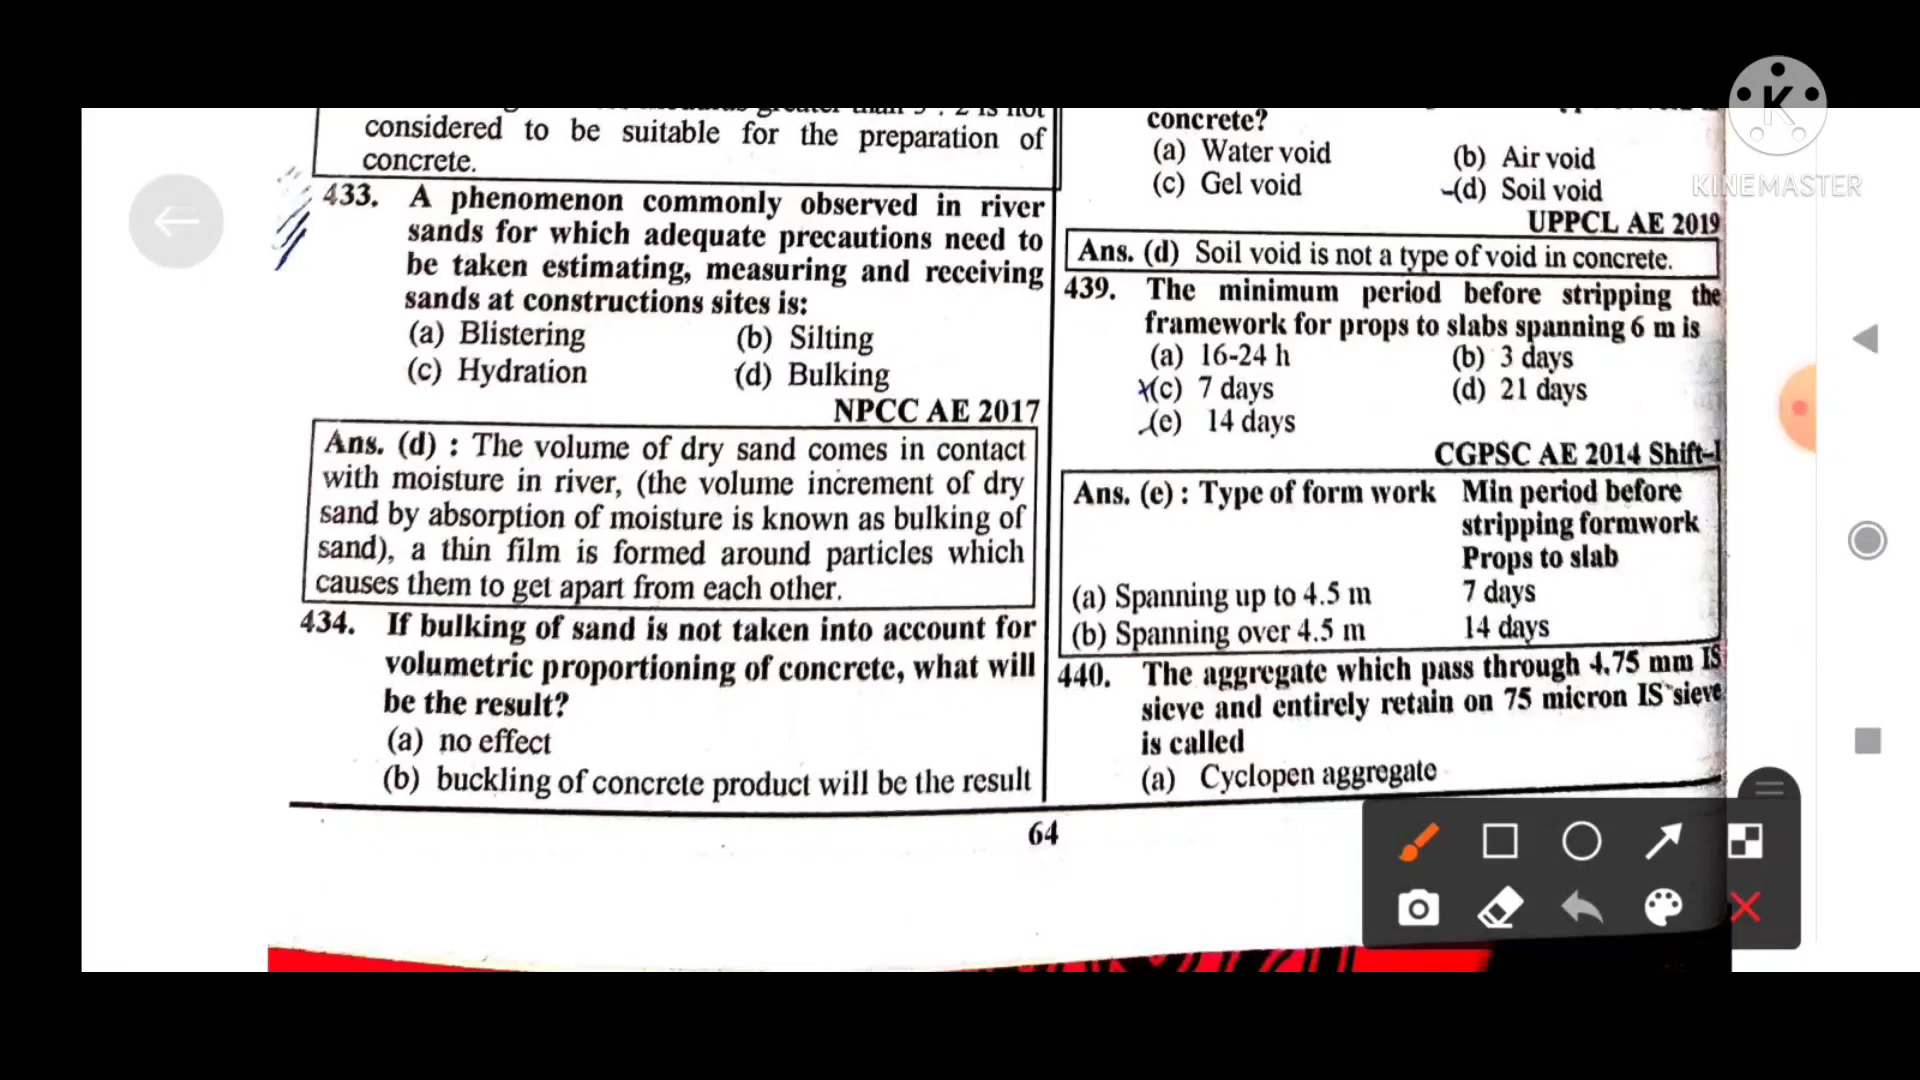 considered to be suitable for the preparation of
concrete.
433. A phenomenon commonly observed in river
sands for which adequate precautions need to
be taken estimating, measuring and receiving
sands at constructions sites is:
(a) Blistering (b) Silting
(c) Hydration (d) Bulking
NPCC AE 2017
Ans. (d) : The volume of dry sand comes in contact
with moisture in river, (the volume increment of dry
sand by absorption of moisture is known as bulking of
sand), a thin film is formed around particles which
causes them to get apart from each other.
434. If bulking of sand is not taken into account for
volumetric proportioning of concrete, what will
be the result?
(a) no effect
(b) buckling of concrete product will be the result
concrete?
(a) Water void (b) Air void
(c) Gel void (d) Soil void
UPPCL AE 2019
Ans. (d) Soil void is not a type of void in concrete.
439. The minimum period before stripping the
framework for props to slabs spanning 6 m is
(a) 16-24 h (b) 3 days
(c) 7 days (d) 21 days
(e) 14 days
CGPSC AE 2014 Shift-I
Ans. (e) : Type of form work Min period before
stripping formwork
Props to slab
(a) Spanning up to 4.5 m 7 days
(b) Spanning over 4.5 m 14 days
440. The aggregate which pass through 4.75 mm IS
sieve and entirely retain on 75 micron IS sieve
is called
(a) Cyclopen aggregate
64
K
KINEMASTER